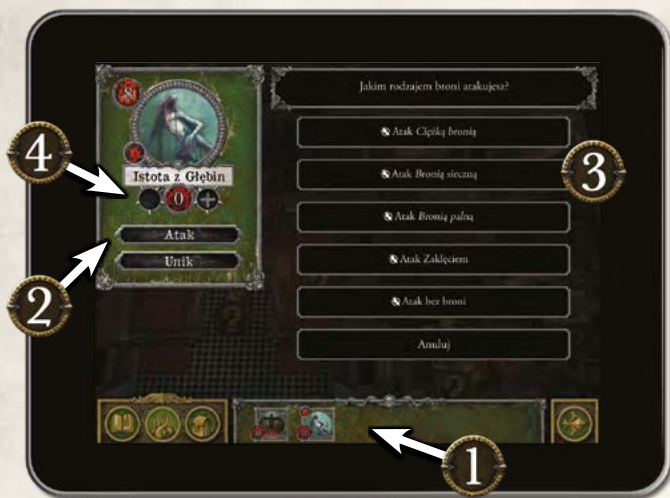 8
Jakim rodzajem broni atakujesz?
Atak Ciężką bronią
4
Istota z Głębin
Atak Bronią sieczną
3
0
Atak Bronią palną
Atak
2
Unik
Atak Zaklęciem
Atak bez broni
Anuluj
1